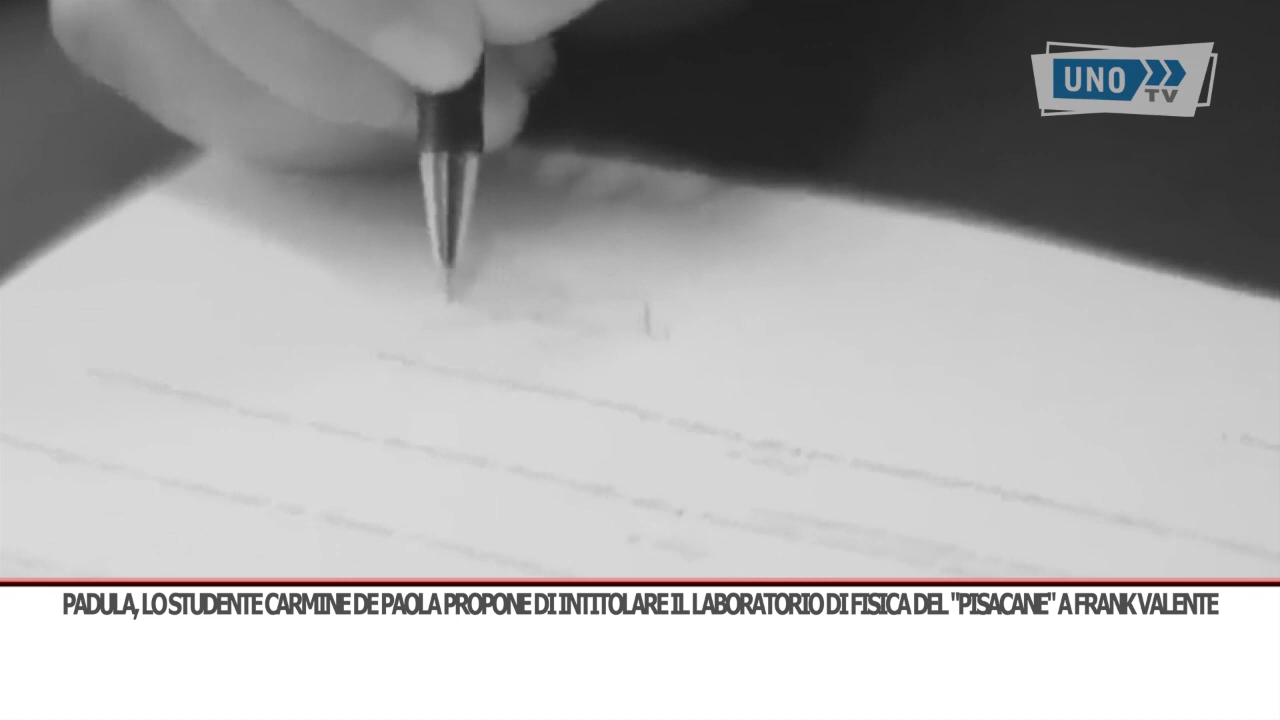 UNO
TV
PADULA, LO STUDENTE CARMINE DE PAOLA PROPONE DI INTITOLARE IL LABORATORIO DI FISICA DEL "PISACANE" A FRANK VALENTE